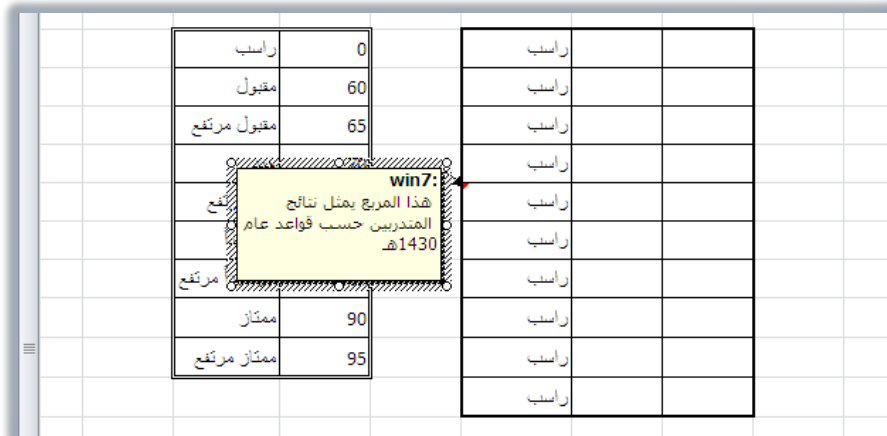 راسب 0 راسب
مقبول 60 راسب
مقبول مرتفع 65 راسب
راسب
win7:
هذا المربع يمثل نتائج
المتدربين حسب قواعد عام
1430هـ
راسب
راسب
مرتفع راسب
ممتاز 90 راسب
ممتاز مرتفع 95 راسب
راسب